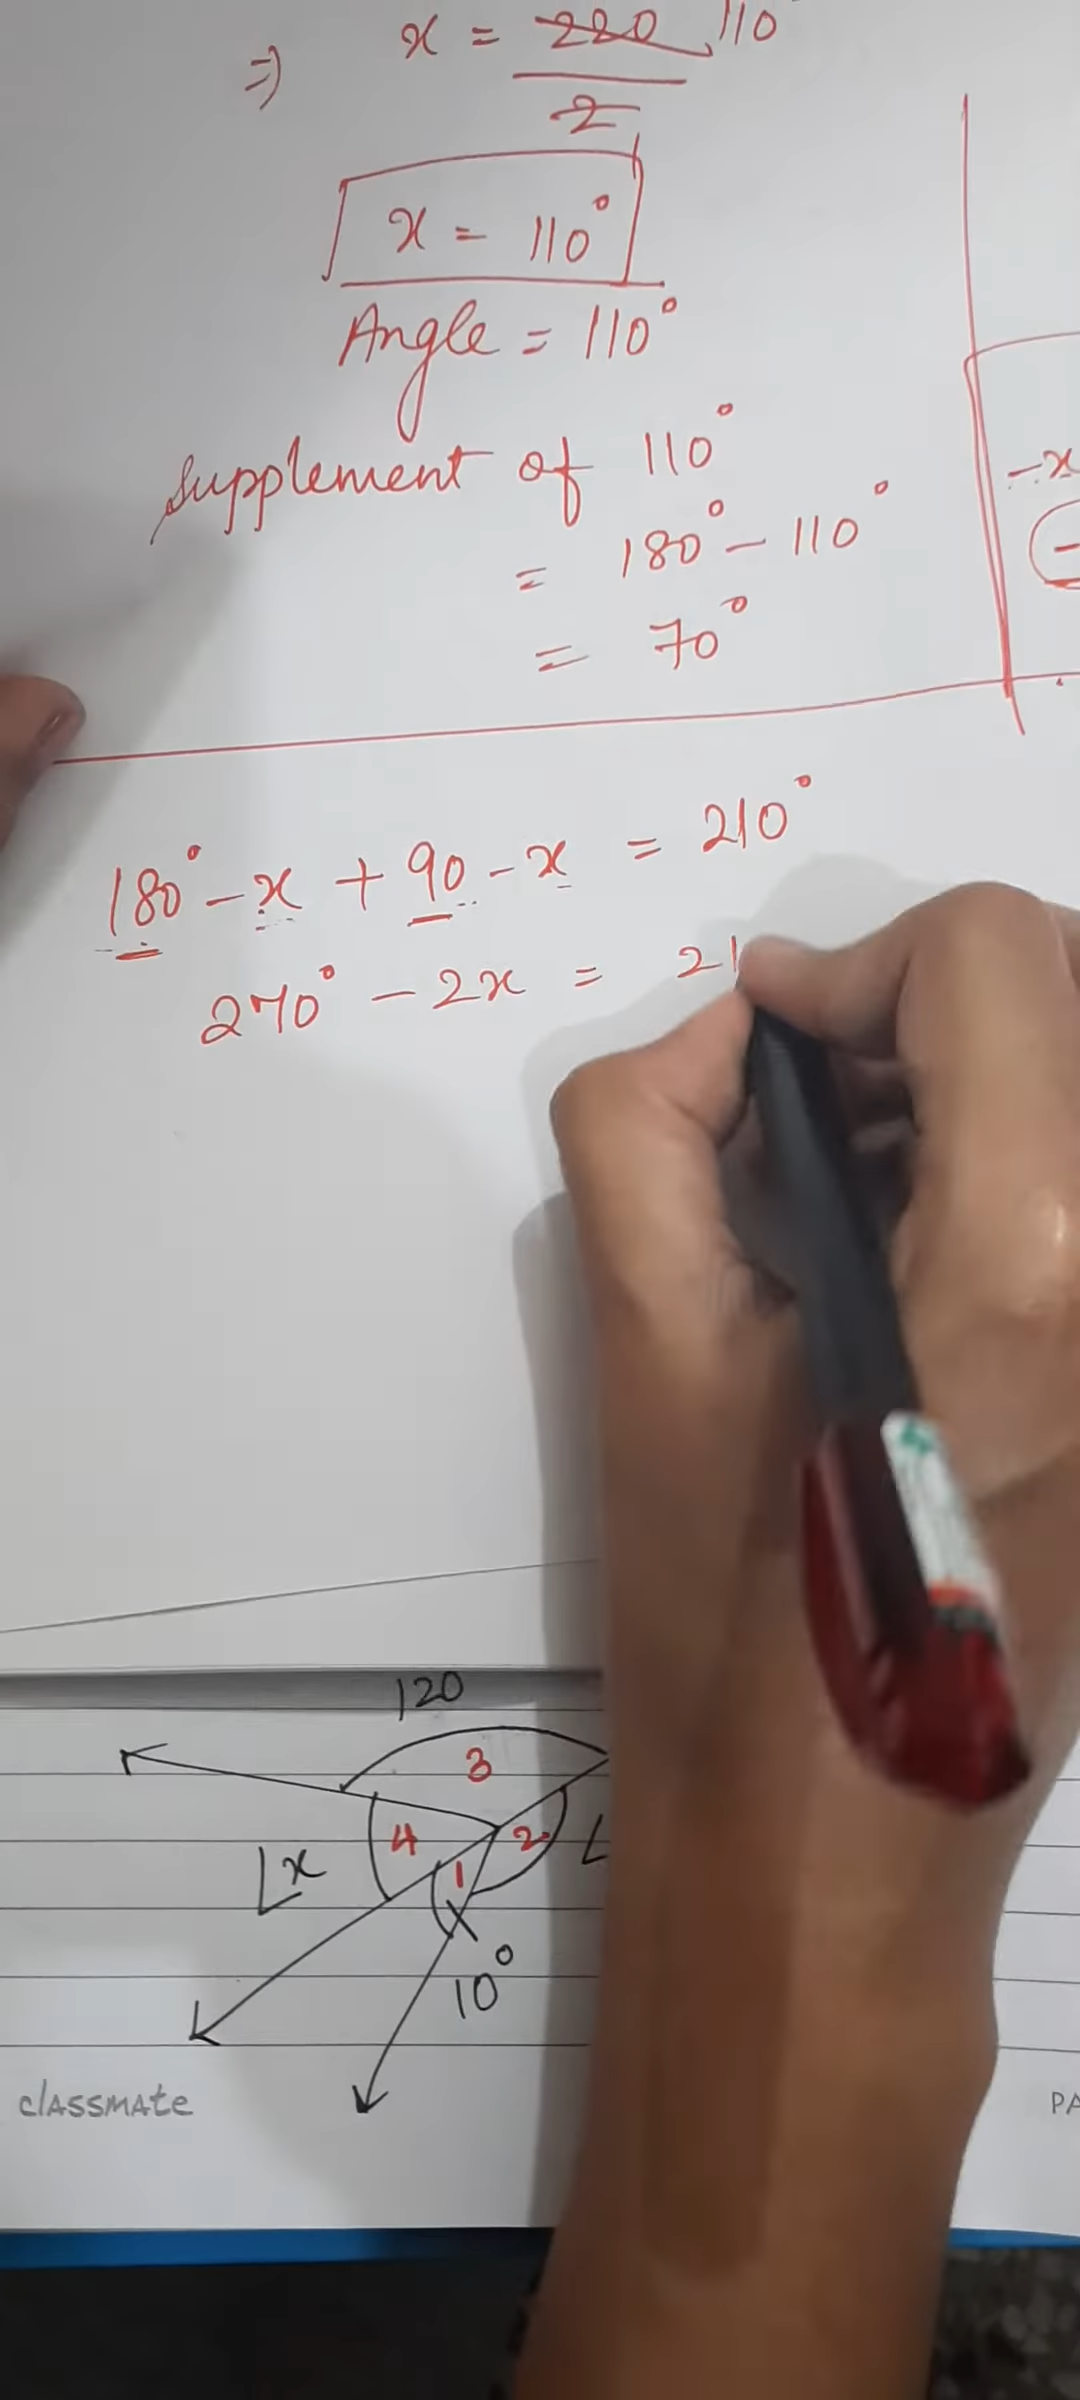 ⇒ x = 220 110
2
x = 110°
Angle = 110°
supplement of 110°
= 180° - 110°
= 70°
-x
180° - x + 90 - x = 210°
270° - 2x = 21
120
3
4 2
∠x 1
10°
classmate PA